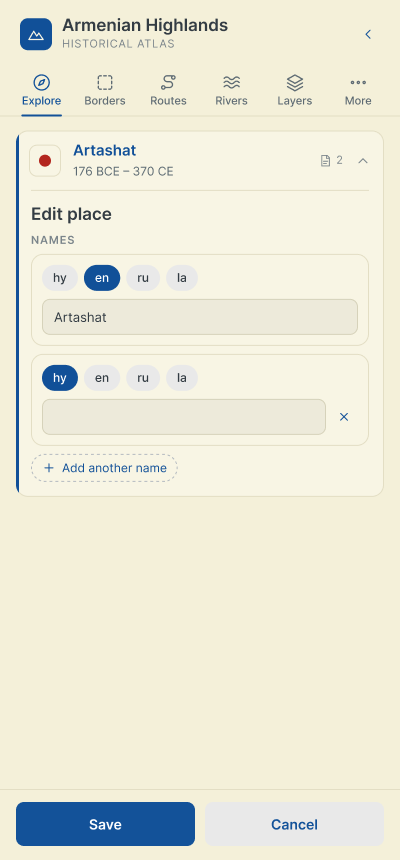 Armenian Highlands
HISTORICAL ATLAS
Explore Borders Routes Rivers Layers More
Artashat
176 BCE – 370 CE
2
Edit place
NAMES
hy en ru la
Artashat
hy en ru la
Add another name
Save Cancel